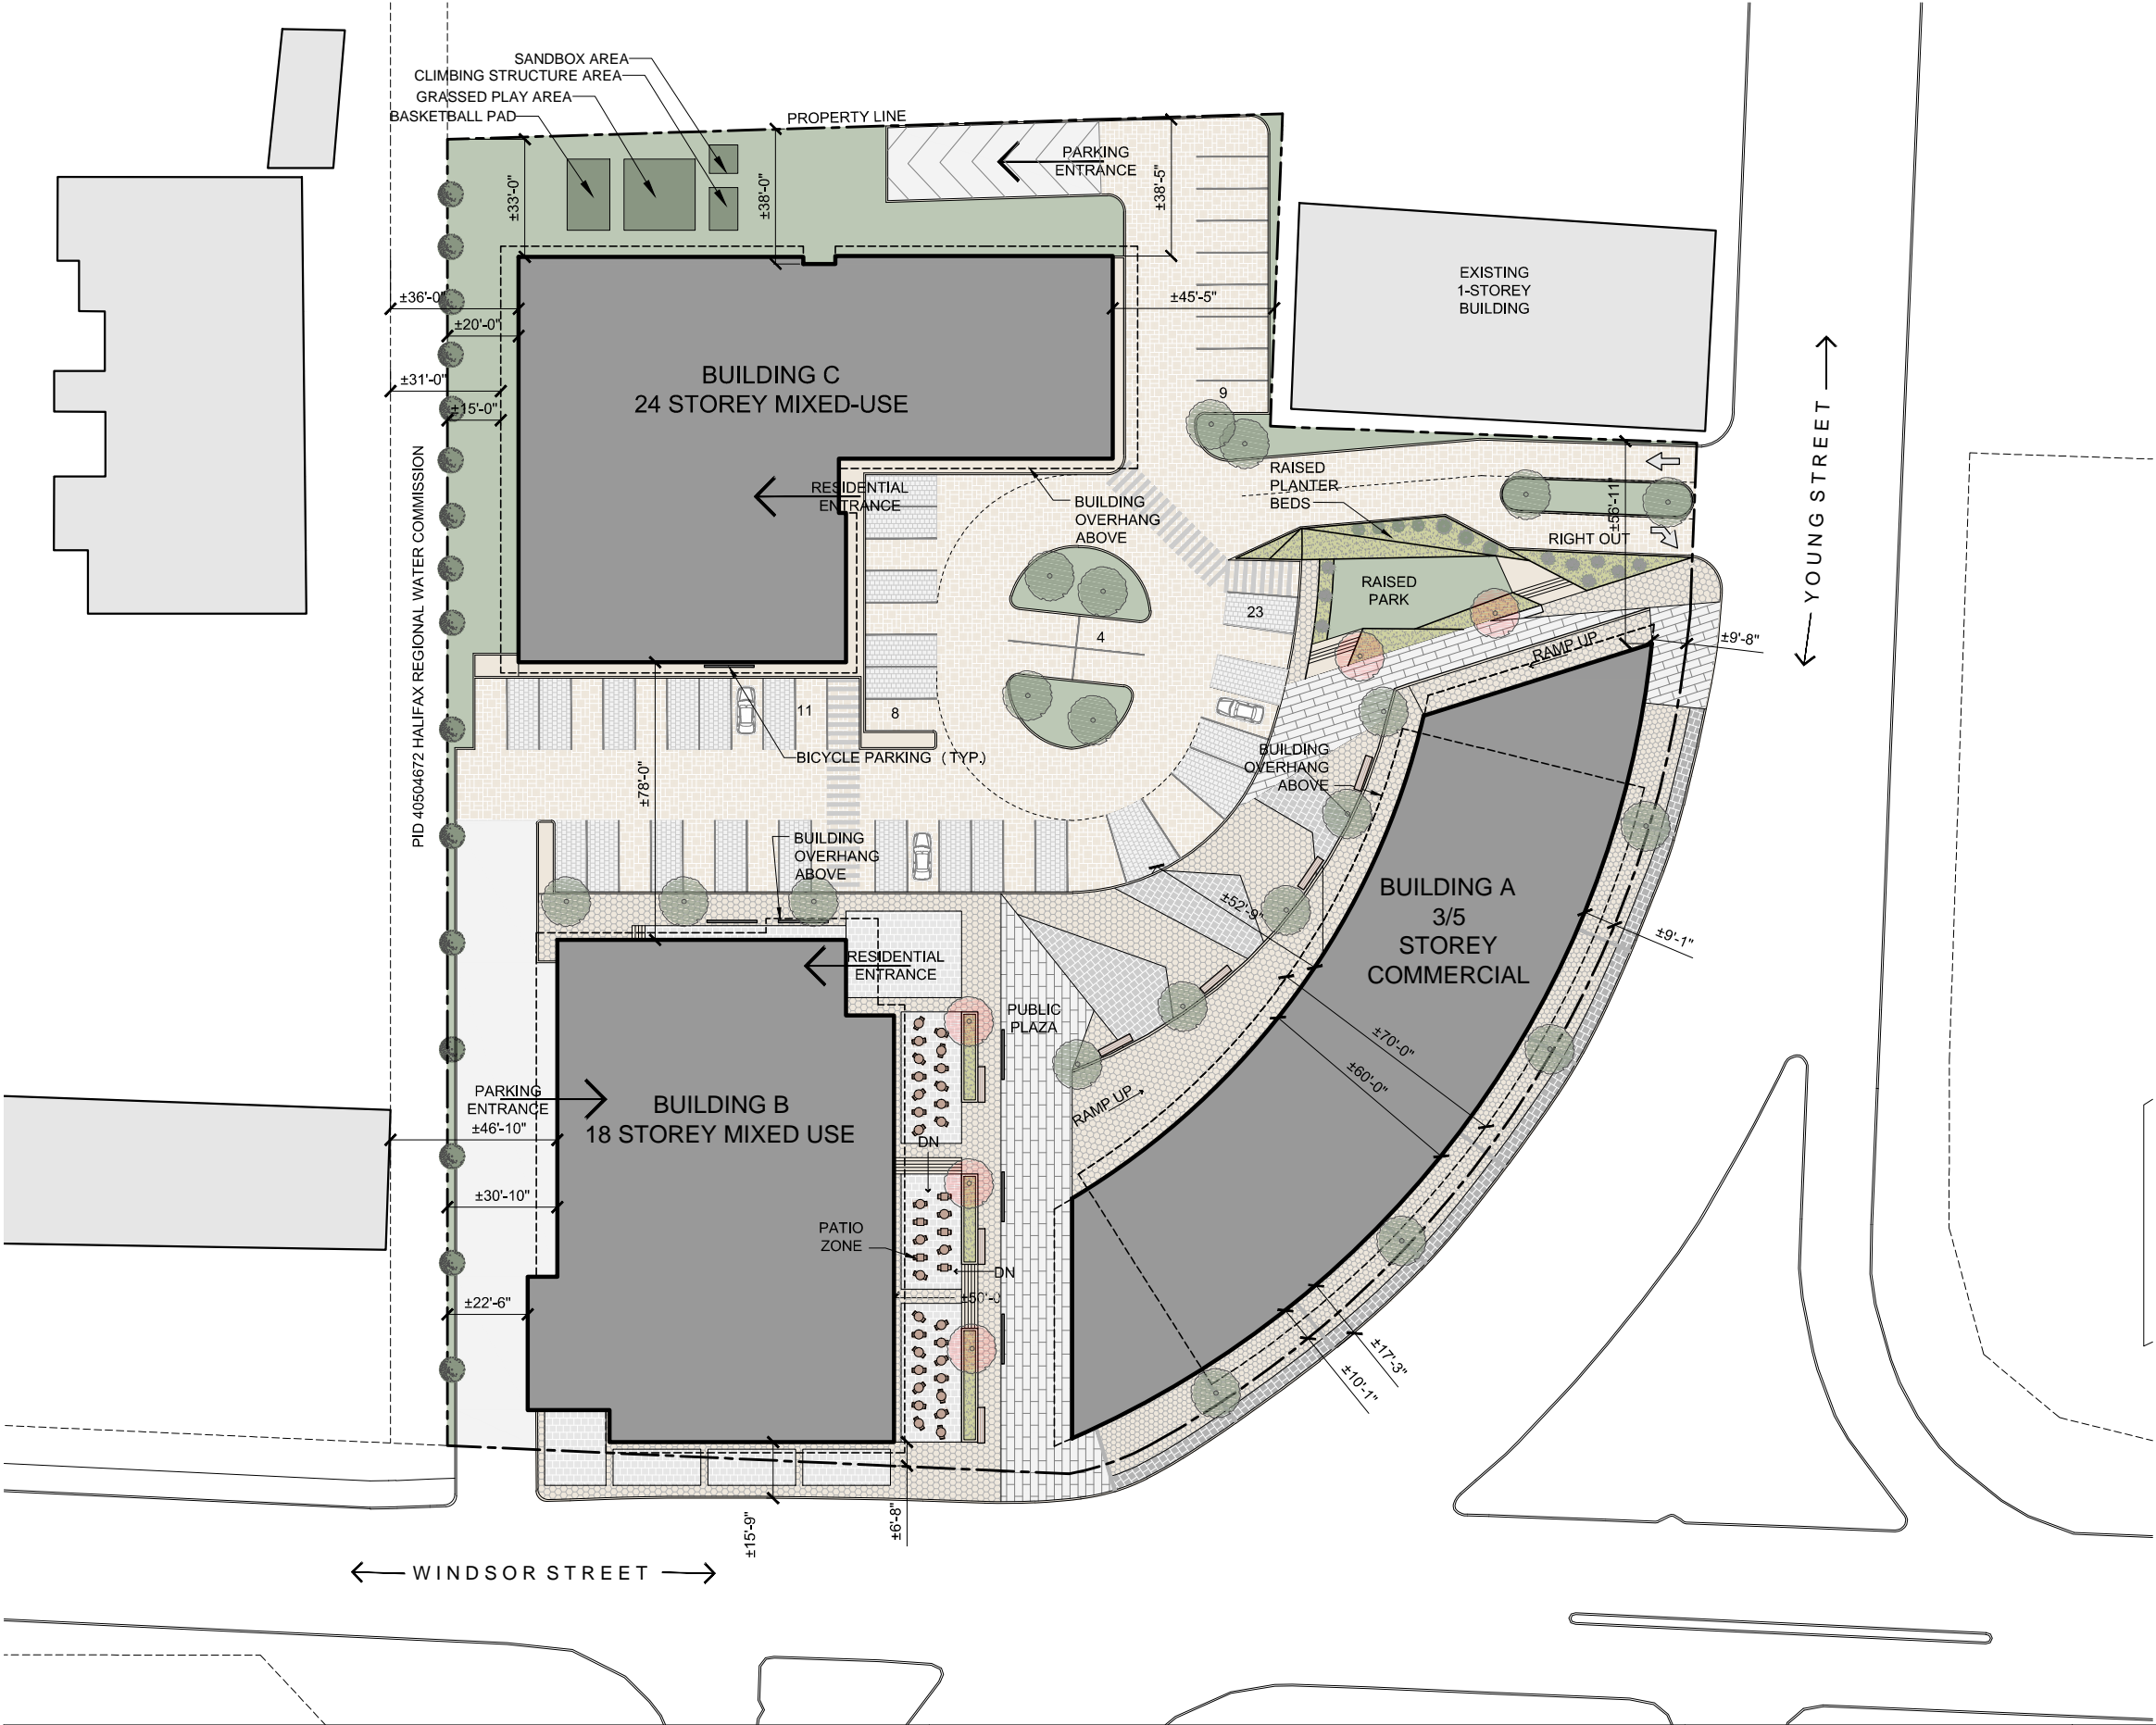 SANDBOX AREA
CLIMBING STRUCTURE AREA
GRASSED PLAY AREA
BASKETBALL PAD
PROPERTY LINE
PARKING
ENTRANCE
±33'-0"
±38'-0"
±38'-5"
EXISTING
1-STOREY
BUILDING
±36'-0"
±20'-0"
±45'-5"
±31'-0"
±15'-0"
BUILDING C
24 STOREY MIXED-USE
9
YOUNG STREET
PID 40504672 HALIFAX REGIONAL WATER COMMISSION
RESIDENTIAL
ENTRANCE
BUILDING
OVERHANG
ABOVE
RAISED
PLANTER
BEDS
±56'-11"
RIGHT OUT
RAISED
PARK
23
4
RAMP UP
±9'-8"
11
8
BICYCLE PARKING (TYP.)
±78'-0"
BUILDING
OVERHANG
ABOVE
BUILDING
OVERHANG
ABOVE
BUILDING A
3/5
STOREY
COMMERCIAL
±52'-9"
±9'-1"
RESIDENTIAL
ENTRANCE
PUBLIC
PLAZA
±70'-0"
±60'-0"
RAMP UP
PARKING
ENTRANCE
±46'-10"
BUILDING B
18 STOREY MIXED USE
DN
±30'-10"
PATIO
ZONE
DN
±22'-6"
±50'-0
±17'-3"
±10'-1"
±15'-9"
±6'-8"
WINDSOR STREET